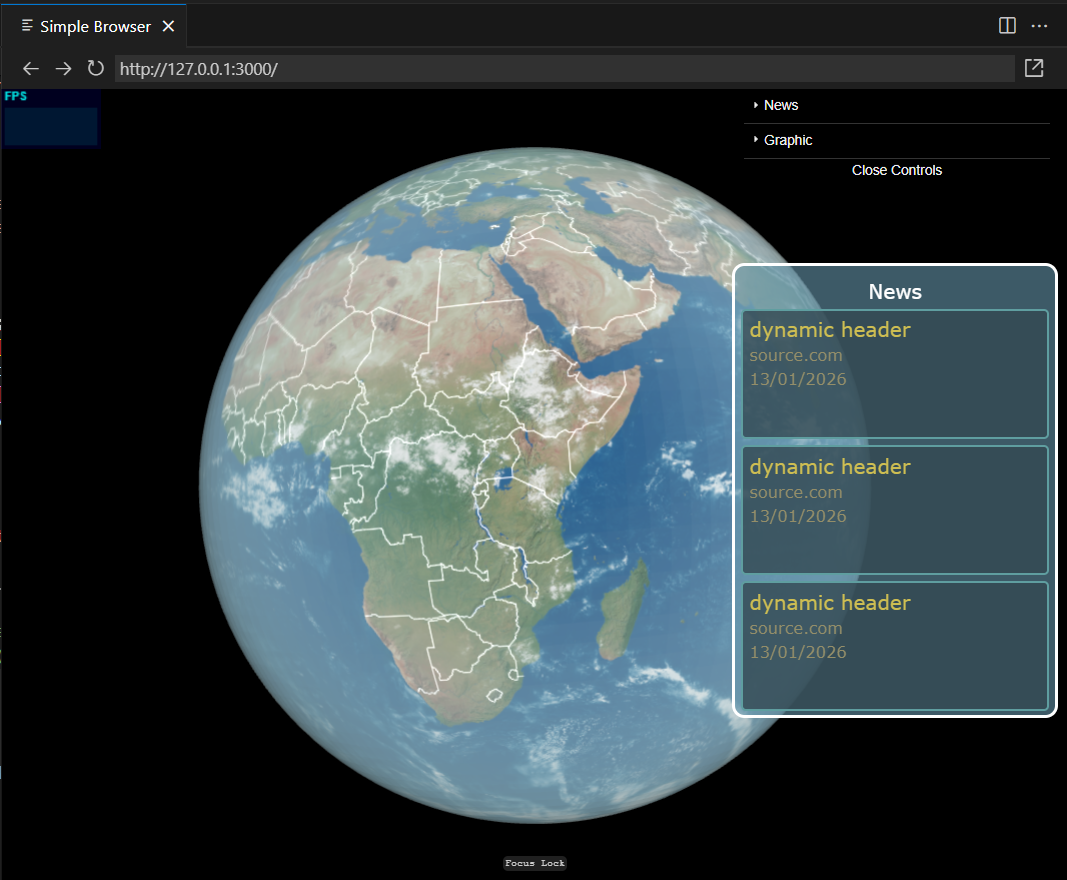 Simple Browser
http://127.0.0.1:3000/
FPS
News
Graphic
Close Controls
News
dynamic header
source.com
13/01/2026
dynamic header
source.com
13/01/2026
dynamic header
source.com
13/01/2026
Focus Lock